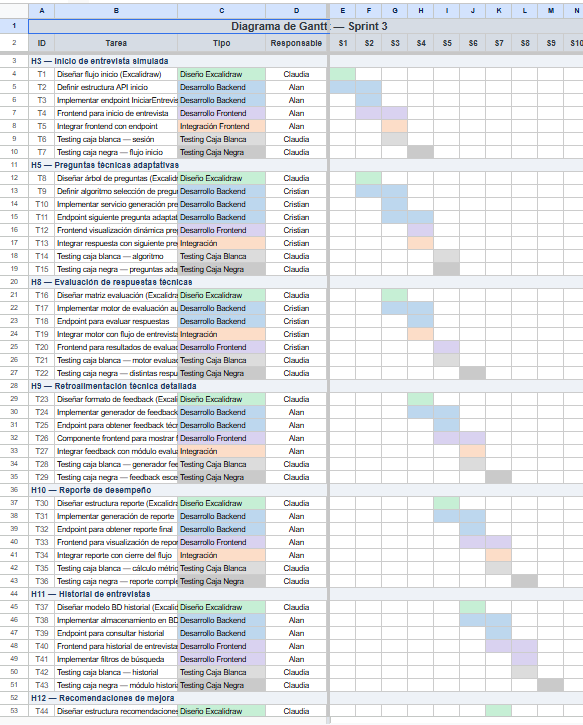 A B C D E F G H I J K L M N
1 Diagrama de Gantt — Sprint 3
2 ID Tarea Tipo Responsable S1 S2 S3 S4 S5 S6 S7 S8 S9 S10
3 H3 — Inicio de entrevista simulada
4 T1 Diseñar flujo inicio (Excalidraw) Diseño Excalidraw Claudia
5 T2 Definir estructura API inicio Desarrollo Backend Alan
6 T3 Implementar endpoint IniciarEntrevis Desarrollo Backend Alan
7 T4 Frontend para inicio de entrevista Desarrollo Frontend Alan
8 T5 Integrar frontend con endpoint Integración Frontend Alan
9 T6 Testing caja blanca — sesión Testing Caja Blanca Claudia
10 T7 Testing caja negra — flujo inicio Testing Caja Negra Claudia
11 H5 — Preguntas técnicas adaptativas
12 T8 Diseñar árbol de preguntas (Excalid Diseño Excalidraw Claudia
13 T9 Definir algoritmo selección de pregu Desarrollo Backend Cristian
14 T10 Implementar servicio generación pre Desarrollo Backend Cristian
15 T11 Endpoint siguiente pregunta adaptat Desarrollo Backend Cristian
16 T12 Frontend visualización dinámica pre Desarrollo Frontend Cristian
17 T13 Integrar respuesta con siguiente pre Integración Cristian
18 T14 Testing caja blanca — algoritmo Testing Caja Blanca Claudia
19 T15 Testing caja negra — preguntas ada Testing Caja Negra Claudia
20 H8 — Evaluación de respuestas técnicas
21 T16 Diseñar matriz evaluación (Excalidra Diseño Excalidraw Claudia
22 T17 Implementar motor de evaluación au Desarrollo Backend Cristian
23 T18 Endpoint para evaluar respuestas Desarrollo Backend Cristian
24 T19 Integrar motor con flujo de entrevista Integración Cristian
25 T20 Frontend para resultados de evaluac Desarrollo Frontend Cristian
26 T21 Testing caja blanca — motor evaluac Testing Caja Blanca Claudia
27 T22 Testing caja negra — distintas respu Testing Caja Negra Claudia
28 H9 — Retroalimentación técnica detallada
29 T23 Diseñar formato de feedback (Excali Diseño Excalidraw Claudia
30 T24 Implementar generador de feedback Desarrollo Backend Alan
31 T25 Endpoint para obtener feedback técn Desarrollo Backend Alan
32 T26 Componente frontend para mostrar f Desarrollo Frontend Alan
33 T27 Integrar feedback con módulo evalua Integración Alan
34 T28 Testing caja blanca — generador fee Testing Caja Blanca Claudia
35 T29 Testing caja negra — feedback esce Testing Caja Negra Claudia
36 H10 — Reporte de desempeño
37 T30 Diseñar estructura reporte (Excalidra Diseño Excalidraw Claudia
38 T31 Implementar generación de reporte Desarrollo Backend Alan
39 T32 Endpoint para obtener reporte final Desarrollo Backend Alan
40 T33 Frontend para visualización de repor Desarrollo Frontend Alan
41 T34 Integrar reporte con cierre del flujo Integración Alan
42 T35 Testing caja blanca — cálculo métric Testing Caja Blanca Claudia
43 T36 Testing caja negra — reporte comple Testing Caja Negra Claudia
44 H11 — Historial de entrevistas
45 T37 Diseñar modelo BD historial (Excalid Diseño Excalidraw Claudia
46 T38 Implementar almacenamiento en BD Desarrollo Backend Alan
47 T39 Endpoint para consultar historial Desarrollo Backend Alan
48 T40 Frontend para historial de entrevistas Desarrollo Frontend Alan
49 T41 Implementar filtros de búsqueda Desarrollo Frontend Alan
50 T42 Testing caja blanca — historial Testing Caja Blanca Claudia
51 T43 Testing caja negra — módulo historia Testing Caja Negra Claudia
52 H12 — Recomendaciones de mejora
53 T44 Diseñar estructura recomendaciones Diseño Excalidraw Claudia